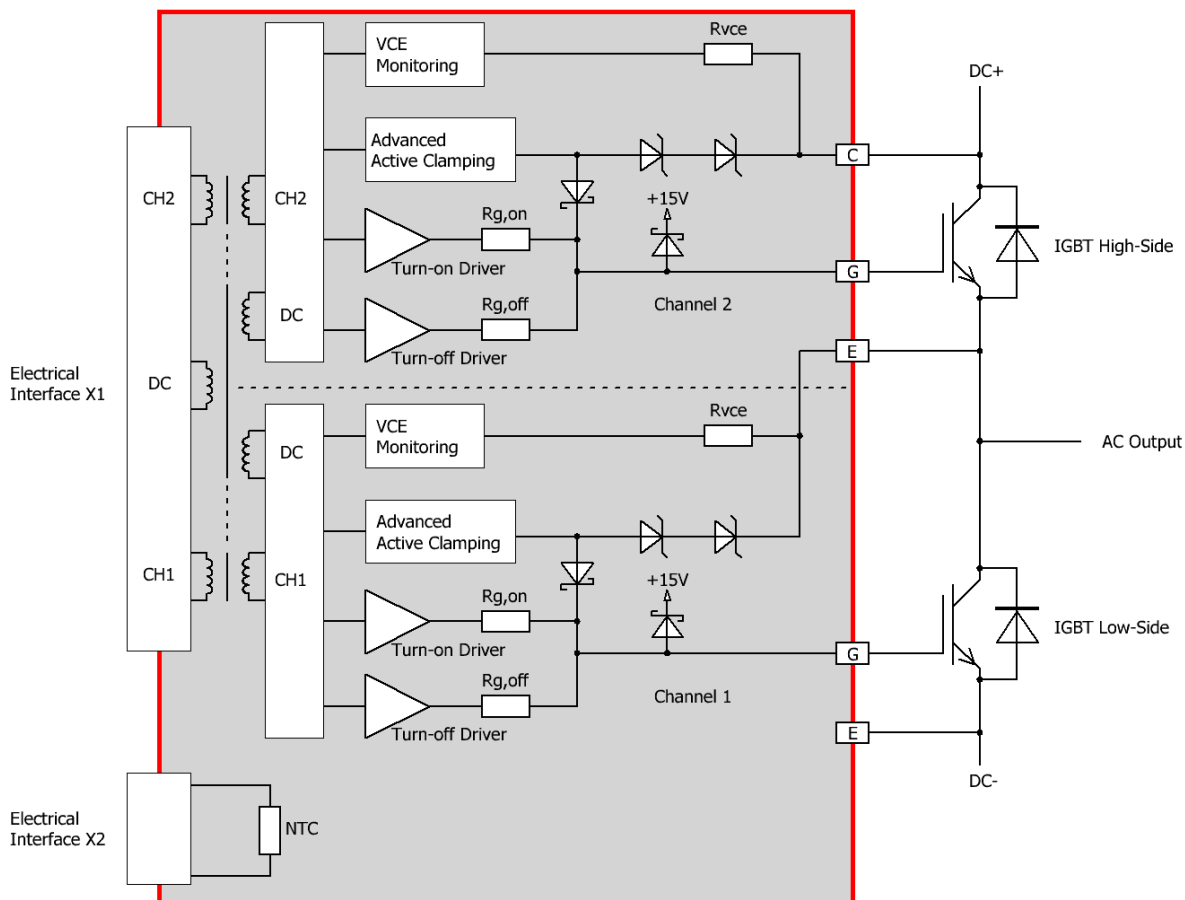 VCE
Monitoring
Rvce
DC+
Advanced
Active Clamping
C
CH2
CH2
Rg,on
+15V
IGBT High-Side
Turn-on Driver
G
Channel 2
DC
Rg,off
Turn-off Driver
E
Electrical
Interface X1
DC
VCE
Monitoring
Rvce
DC
AC Output
Advanced
Active Clamping
CH1
CH1
+15V
Rg,on
IGBT Low-Side
Turn-on Driver
G
Rg,off
Channel 1
Turn-off Driver
E
DC-
Electrical
Interface X2
NTC